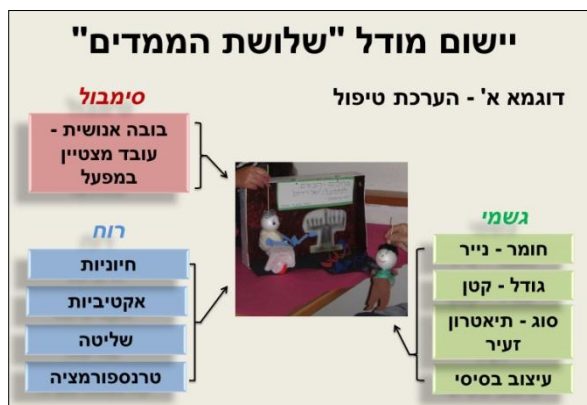 יישום מודל "שלושת הממדים"
דוגמא א' - הערכת טיפול
סימבול
בובה אנושית -
עובד מצטיין
במפעל
גשמי
חומר - נייר
גודל - קטן
סוג - תיאטרון
זעיר
עיצוב בסיסי
רוח
חיוניות
אקטיביות
שליטה
טרנספורמציה